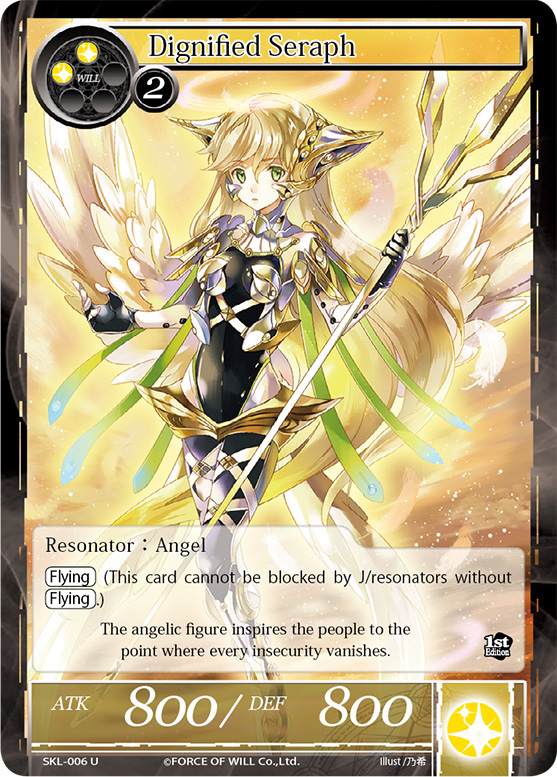 Dignified Seraph
WILL
2
Resonator : Angel
Flying (This card cannot be blocked by J/resonators without
Flying.)
The angelic figure inspires the people to the
point where every insecurity vanishes.
1st
Edition
ATK 800 / DEF 800
SKL-006 U ©FORCE OF WILL Co.,Ltd. Illust /乃希